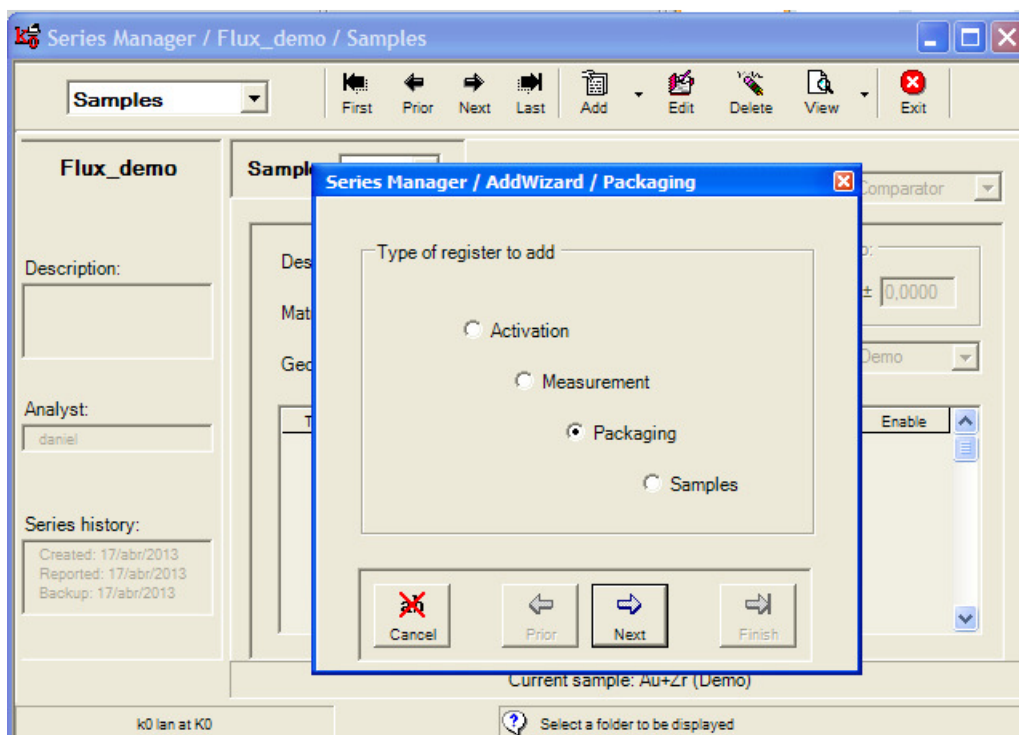 Series Manager / Flux_demo / Samples
Samples
First Prior Next Last Add Edit Delete View Exit
Flux_demo
Sampl
Series Manager / AddWizard / Packaging
Comparator
Description:
Des
Type of register to add
± 0,0000
Mat
Activation
Geo
Demo
Measurement
Analyst:
daniel
T
Packaging
Enable
Samples
Series history:
Created: 17/abr/2013
Reported: 17/abr/2013
Backup: 17/abr/2013
Cancel Prior Next Finish
Current sample: Au+Zr (Demo)
k0 lan at K0
Select a folder to be displayed